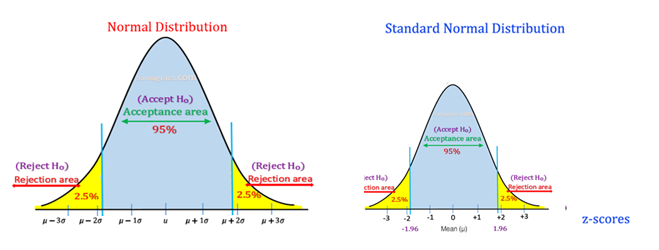 Normal Distribution
(Accept H₀)
Acceptance area
95%
(Reject H₀)
Rejection area
2.5%
(Reject H₀)
Rejection area
2.5%
μ−3σ μ−2σ μ−1σ u μ+1σ μ+2σ μ+3σ
Standard Normal Distribution
(Accept H₀)
Acceptance area
95%
ect H₀)
ction area
2.5%
(Reject H₀)
Rejection area
2.5%
-3 -2 -1 0 +1 +2 +3
-1.96 Mean (μ) 1.96
z-scores